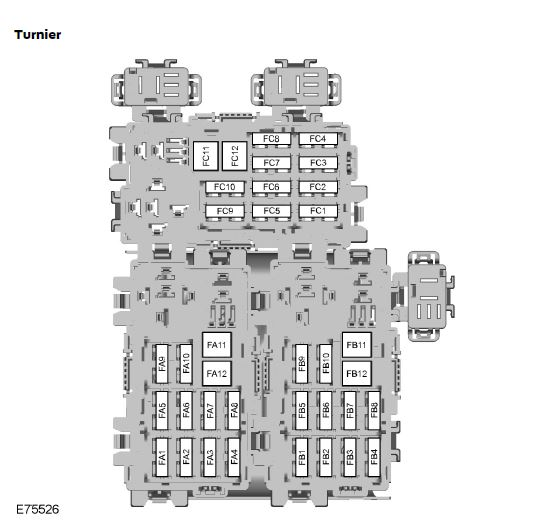 Turnier
FC8 FC4
FC11 FC12
FC7 FC3
FC10 FC6 FC2
FC9 FC5 FC1
FA11 FB11
FA9 FA10 FB9 FB10
FA12 FB12
FA5 FA6 FA7 FA8 FB5 FB6 FB7 FB8
FA1 FA2 FA3 FA4 FB1 FB2 FB3 FB4
E75526